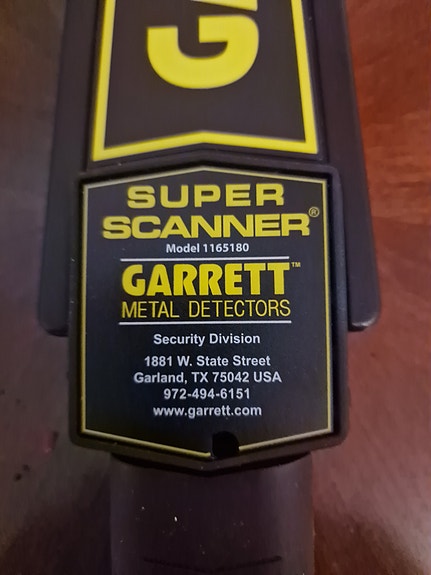 G
SUPER
SCANNER®
Model 1165180
GARRETT™
METAL DETECTORS
Security Division
1881 W. State Street
Garland, TX 75042 USA
972-494-6151
www.garrett.com